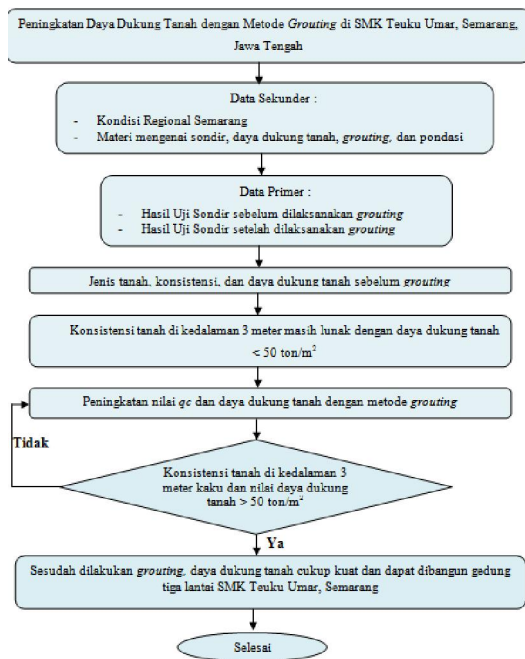 Peningkatan Daya Dukung Tanah dengan Metode Grouting di SMK Teuku Umar, Semarang,
Jawa Tengah
Data Sekunder :
- Kondisi Regional Semarang
- Materi mengenai sondir, daya dukung tanah, grouting, dan pondasi
Data Primer :
- Hasil Uji Sondir sebelum dilaksanakan grouting
- Hasil Uji Sondir setelah dilaksanakan grouting
Jenis tanah, konsistensi, dan daya dukung tanah sebelum grouting
Konsistensi tanah di kedalaman 3 meter masih lunak dengan daya dukung tanah
< 50 ton/m²
Peningkatan nilai qc dan daya dukung tanah dengan metode grouting
Tidak
Konsistensi tanah di kedalaman 3
meter kaku dan nilai daya dukung
tanah > 50 ton/m²
Ya
Sesudah dilakukan grouting, daya dukung tanah cukup kuat dan dapat dibangun gedung
tiga lantai SMK Teuku Umar, Semarang
Selesai